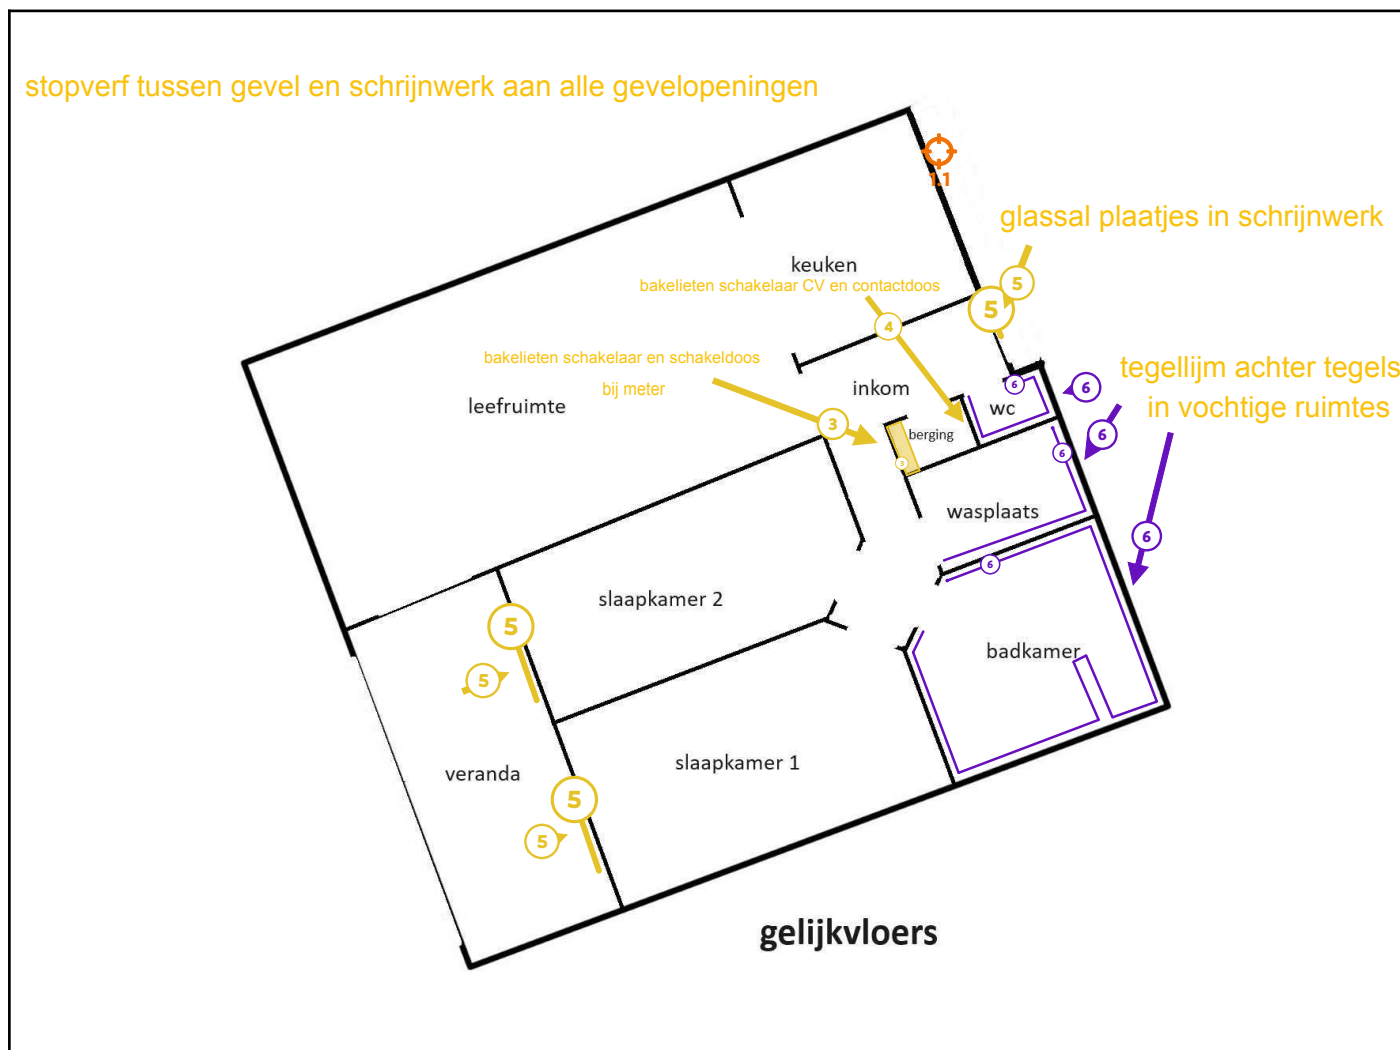 stopverf tussen gevel en schrijnwerk aan alle gevelopeningen
1.1
glassal plaatjes in schrijnwerk
keuken
5
bakelieten schakelaar CV en contactdoos
5
4
bakelieten schakelaar en schakeldoos
bij meter
tegellijm achter tegels
in vochtige ruimtes
inkom
6
6
wc
leefruimte
3
berging
6
6
3
wasplaats
6
6
slaapkamer 2
5
badkamer
5
slaapkamer 1
veranda
5
5
gelijkvloers